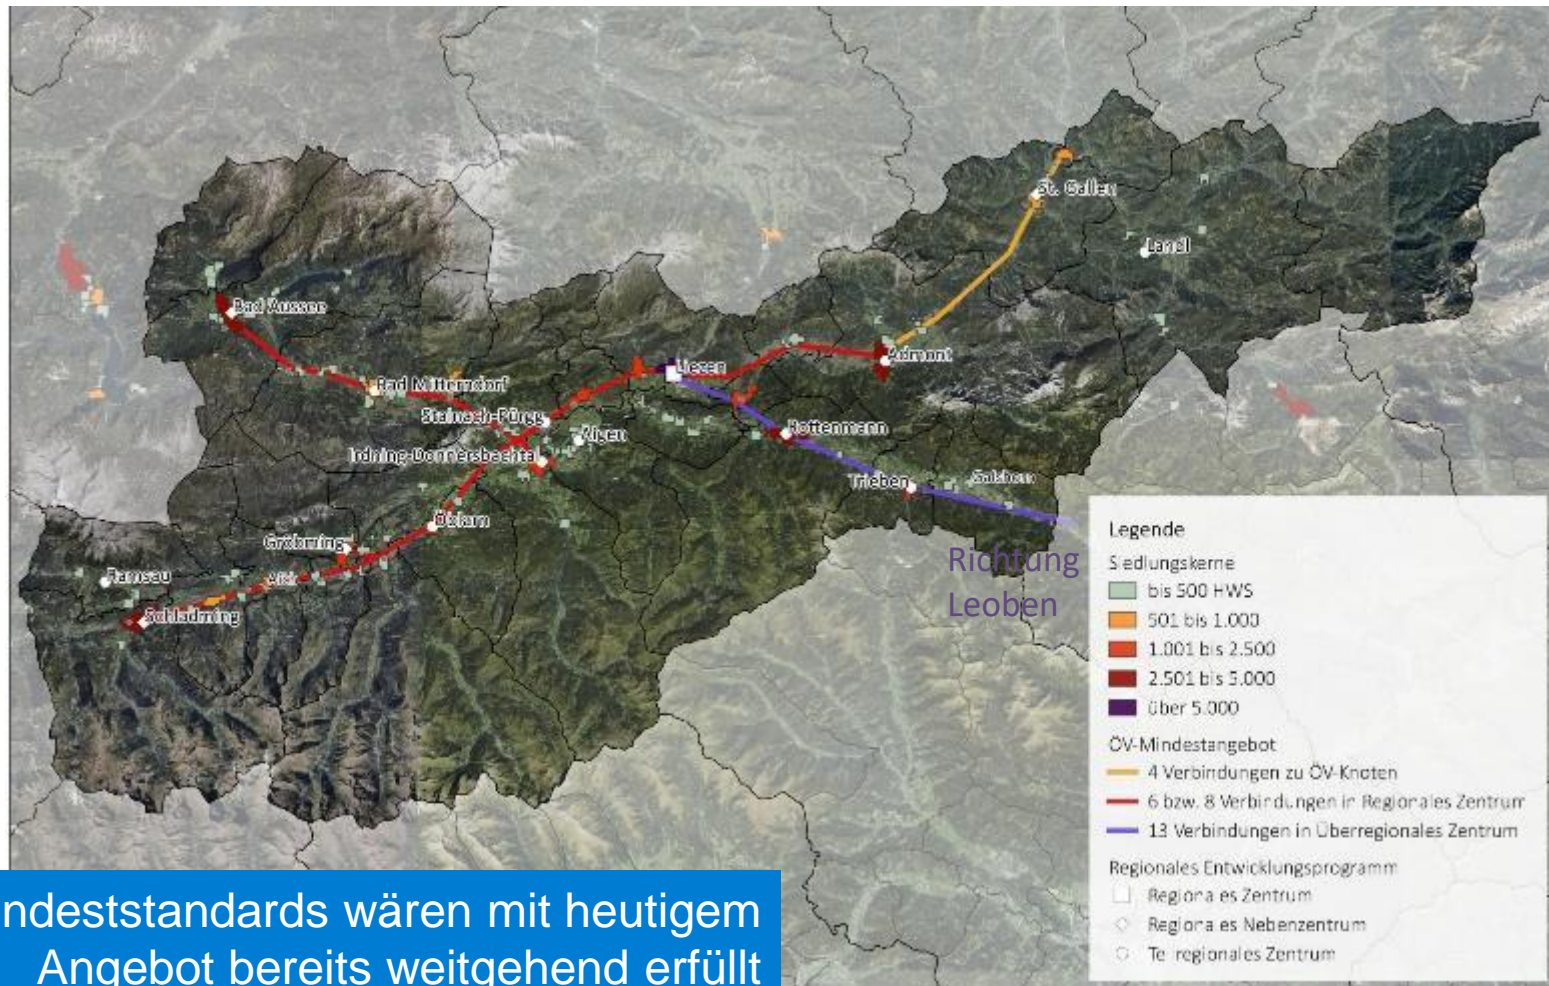 St. Gallen
Landl
Bad Aussee
Admont
Liezen
Bad Mitterndorf
Stainach-Pürgg
Aigen
Rottenmann
Irdning-Donnersbachtal
Trieben
Gaishorn
Öblarn
Gröbming
Ramsau
Aich
Schladming
Richtung
Leoben
Legende
Siedlungskerne
bis 500 HWS
501 bis 1.000
1.001 bis 2.500
2.501 bis 5.000
über 5.000
ÖV-Mindestangebot
4 Verbindungen zu ÖV-Knoten
6 bzw. 8 Verbindungen in Regionales Zentrum
13 Verbindungen in Überregionales Zentrum
Regionales Entwicklungsprogramm
Regionales Zentrum
Regionales Nebenzentrum
Teilregionales Zentrum
ndeststandards wären mit heutigem
Angebot bereits weitgehend erfüllt